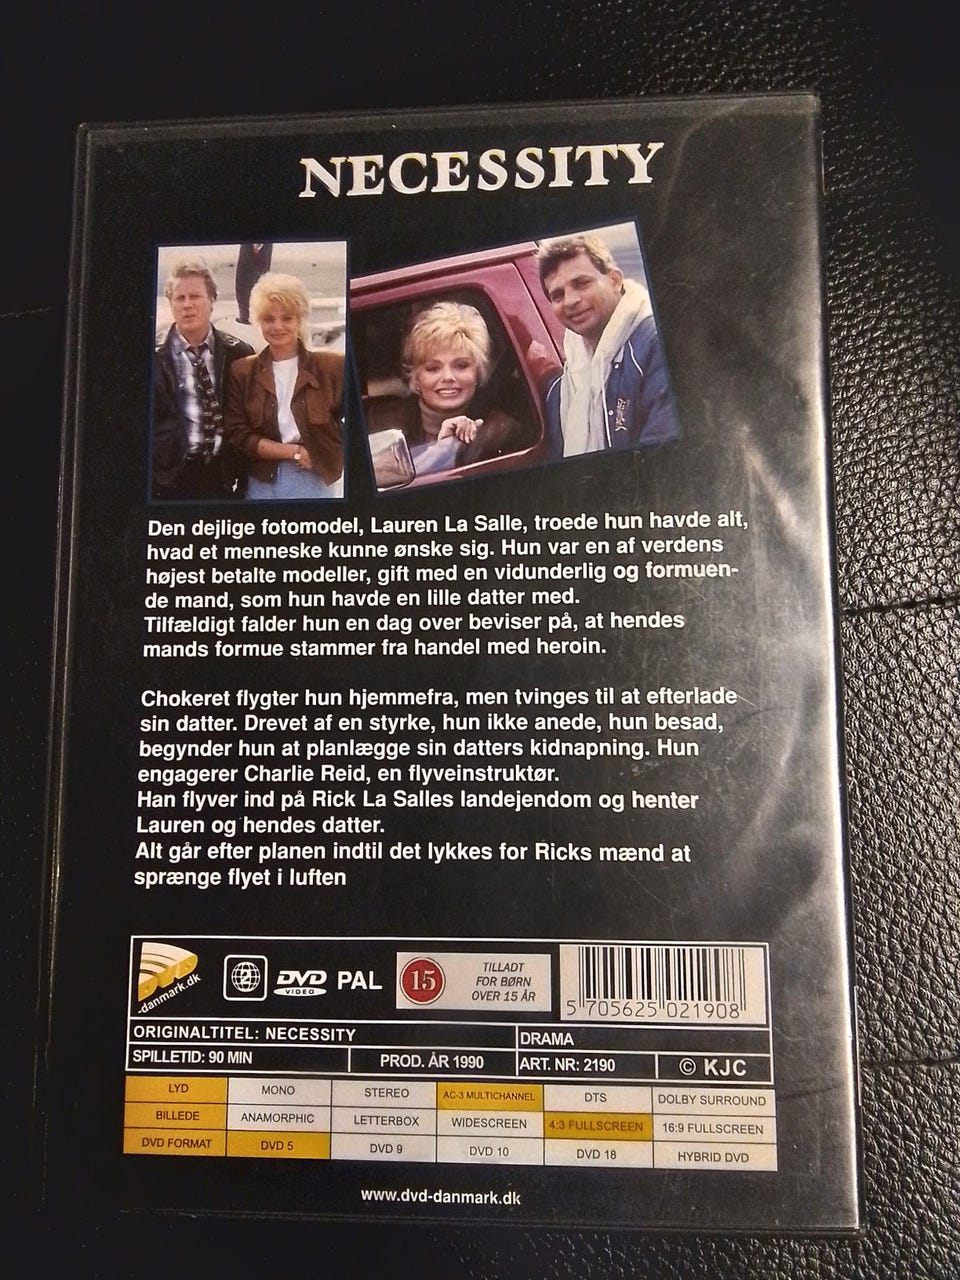 NECESSITY
Den dejlige fotomodel, Lauren La Salle, troede hun havde alt,
hvad et menneske kunne ønske sig. Hun var en af verdens
højest betalte modeller, gift med en vidunderlig og formuen-
de mand, som hun havde en lille datter med.
Tilfældigt falder hun en dag over beviser på, at hendes
mands formue stammer fra handel med heroin.
Chokeret flygter hun hjemmefra, men tvinges til at efterlade
sin datter. Drevet af en styrke, hun ikke anede, hun besad,
begynder hun at planlægge sin datters kidnapning. Hun
engagerer Charlie Reid, en flyveinstruktør.
Han flyver ind på Rick La Salles landejendom og henter
Lauren og hendes datter.
Alt går efter planen indtil det lykkes for Ricks mænd at
sprænge flyet i luften
DVD
-danmark.dk
2
DVD
VIDEO
PAL
15
TILLADT
FOR BØRN
OVER 15 ÅR
5 705625 021908
ORIGINALTITEL: NECESSITY
DRAMA
SPILLETID: 90 MIN
PROD. ÅR 1990
ART. NR: 2190
© KJC
LYD MONO STEREO AC-3 MULTICHANNEL DTS DOLBY SURROUND
BILLEDE ANAMORPHIC LETTERBOX WIDESCREEN 4:3 FULLSCREEN 16:9 FULLSCREEN
DVD FORMAT DVD 5 DVD 9 DVD 10 DVD 18 HYBRID DVD
www.dvd-danmark.dk